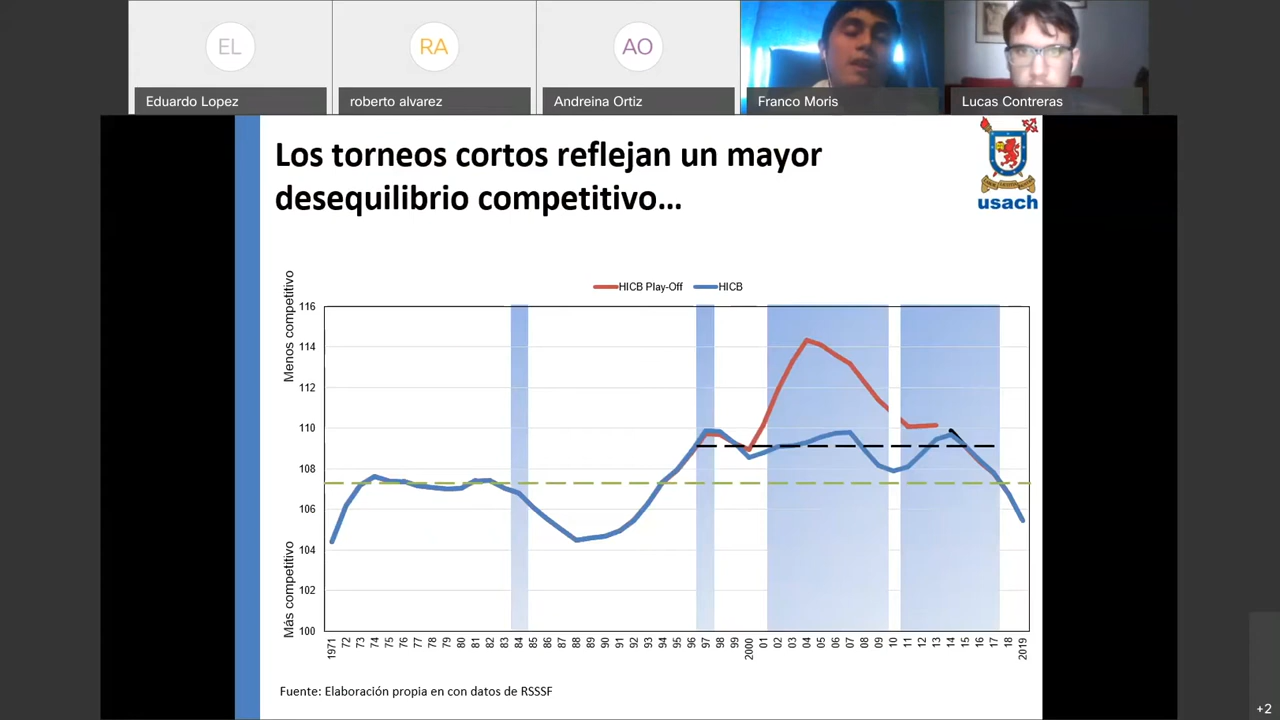 EL
RA
AO
Eduardo Lopez
roberto alvarez
Andreina Ortiz
Franco Moris
Lucas Contreras
Los torneos cortos reflejan un mayor
desequilibrio competitivo...
usach
Menos competitivo
Más competitivo
HICB Play-Off
HICB
116
114
112
110
108
106
104
102
100
1971 72 73 74 75 76 77 78 79 80 81 82 83 84 85 86 87 88 89 90 91 92 93 94 95 96 97 98 99 2000 01 02 03 04 05 06 07 08 09 10 11 12 13 14 15 16 17 18 2019
Fuente: Elaboración propia en con datos de RSSSF
+2